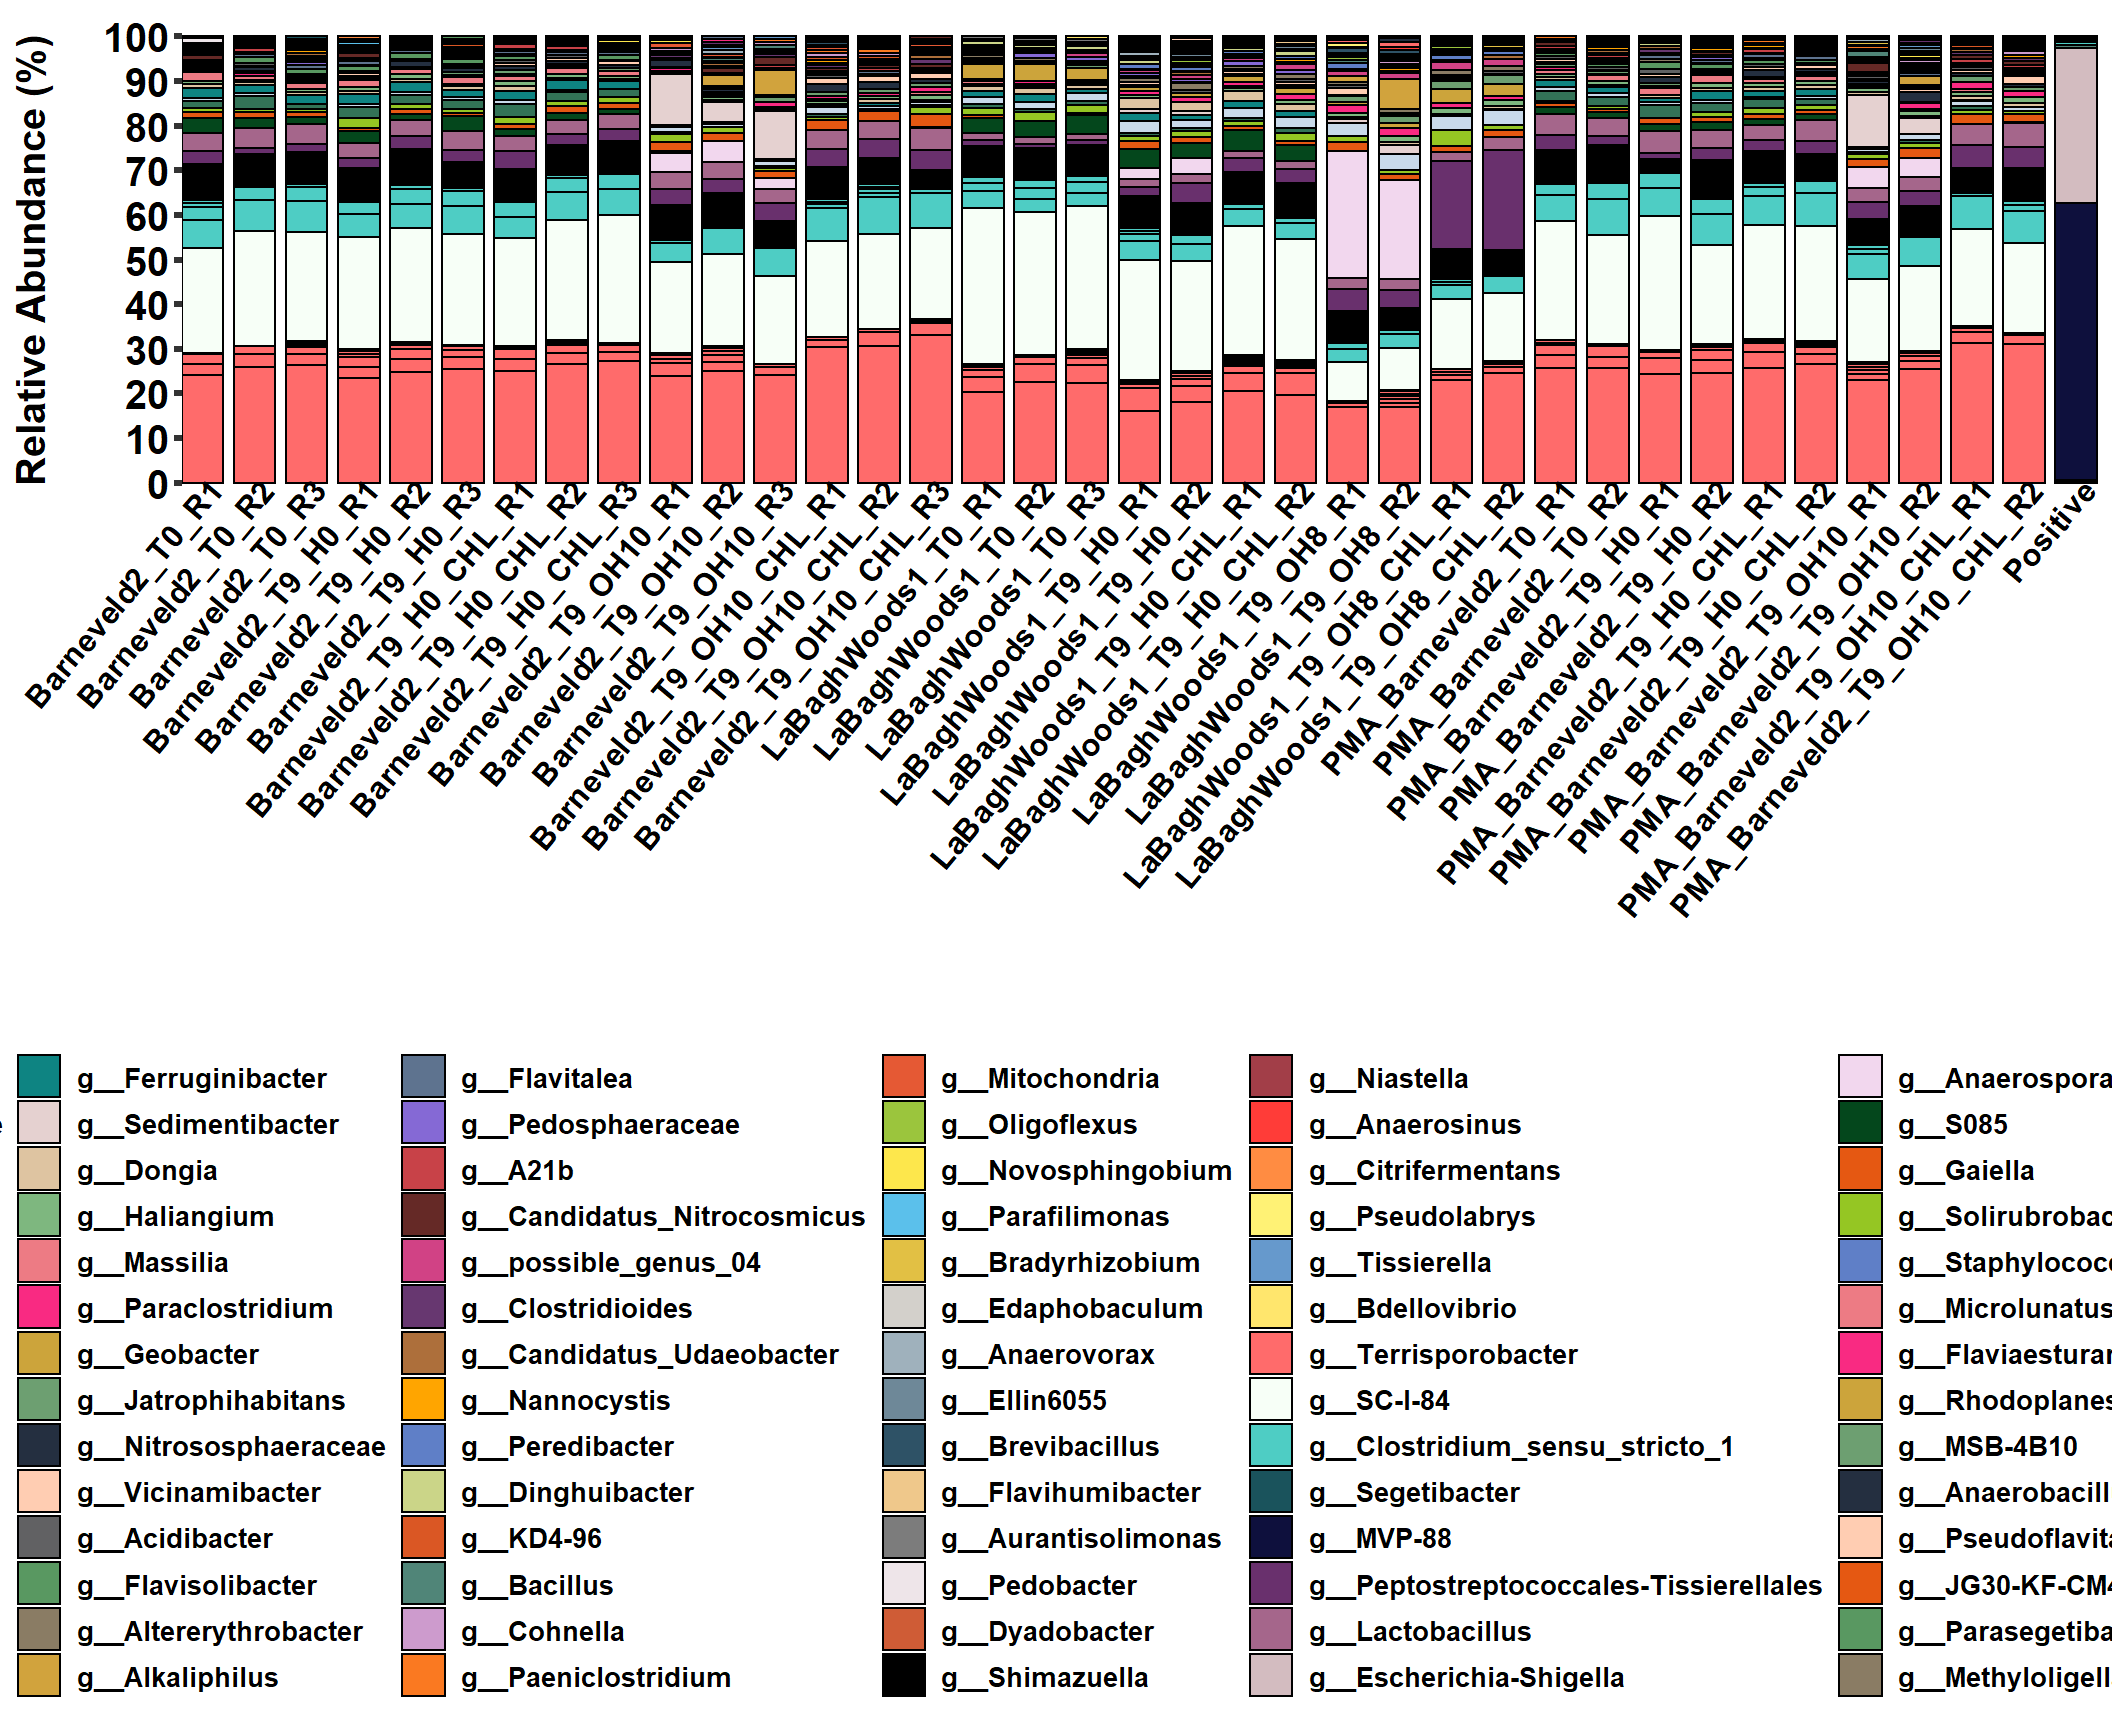 Relative Abundance (%)
100
90
80
70
60
50
40
30
20
10
0
Barneveld2_T0_R1
Barneveld2_T0_R2
Barneveld2_T0_R3
Barneveld2_T9_H0_R1
Barneveld2_T9_H0_R2
Barneveld2_T9_H0_R3
Barneveld2_T9_H0_CHL_R1
Barneveld2_T9_H0_CHL_R2
Barneveld2_T9_H0_CHL_R3
Barneveld2_T9_OH10_R1
Barneveld2_T9_OH10_R2
Barneveld2_T9_OH10_R3
Barneveld2_T9_OH10_CHL_R1
Barneveld2_T9_OH10_CHL_R2
Barneveld2_T9_OH10_CHL_R3
LaBaghWoods1_T0_R1
LaBaghWoods1_T0_R2
LaBaghWoods1_T0_R3
LaBaghWoods1_T9_H0_R1
LaBaghWoods1_T9_H0_R2
LaBaghWoods1_T9_H0_CHL_R1
LaBaghWoods1_T9_H0_CHL_R2
LaBaghWoods1_T9_OH8_R1
LaBaghWoods1_T9_OH8_R2
LaBaghWoods1_T9_OH8_CHL_R1
LaBaghWoods1_T9_OH8_CHL_R2
PMA_Barneveld2_T0_R1
PMA_Barneveld2_T0_R2
PMA_Barneveld2_T9_H0_R1
PMA_Barneveld2_T9_H0_R2
PMA_Barneveld2_T9_H0_CHL_R1
PMA_Barneveld2_T9_H0_CHL_R2
PMA_Barneveld2_T9_OH10_R1
PMA_Barneveld2_T9_OH10_R2
PMA_Barneveld2_T9_OH10_CHL_R1
PMA_Barneveld2_T9_OH10_CHL_R2
Positive
g__Ferruginibacter
g__Sedimentibacter
g__Dongia
g__Haliangium
g__Massilia
g__Paraclostridium
g__Geobacter
g__Jatrophihabitans
g__Nitrososphaeraceae
g__Vicinamibacter
g__Acidibacter
g__Flavisolibacter
g__Altererythrobacter
g__Alkaliphilus
g__Flavitalea
g__Pedosphaeraceae
g__A21b
g__Candidatus_Nitrocosmicus
g__possible_genus_04
g__Clostridioides
g__Candidatus_Udaeobacter
g__Nannocystis
g__Peredibacter
g__Dinghuibacter
g__KD4-96
g__Bacillus
g__Cohnella
g__Paeniclostridium
g__Mitochondria
g__Oligoflexus
g__Novosphingobium
g__Parafilimonas
g__Bradyrhizobium
g__Edaphobaculum
g__Anaerovorax
g__Ellin6055
g__Brevibacillus
g__Flavihumibacter
g__Aurantisolimonas
g__Pedobacter
g__Dyadobacter
g__Shimazuella
g__Niastella
g__Anaerosinus
g__Citrifermentans
g__Pseudolabrys
g__Tissierella
g__Bdellovibrio
g__Terrisporobacter
g__SC-I-84
g__Clostridium_sensu_stricto_1
g__Segetibacter
g__MVP-88
g__Peptostreptococcales-Tissierellales
g__Lactobacillus
g__Escherichia-Shigella
g__Anaerospora
g__S085
g__Gaiella
g__Solirubrobac
g__Staphylococc
g__Microlunatus
g__Flaviaesturar
g__Rhodoplanes
g__MSB-4B10
g__Anaerobacill
g__Pseudoflavita
g__JG30-KF-CM4
g__Parasegetiba
g__Methyloligell